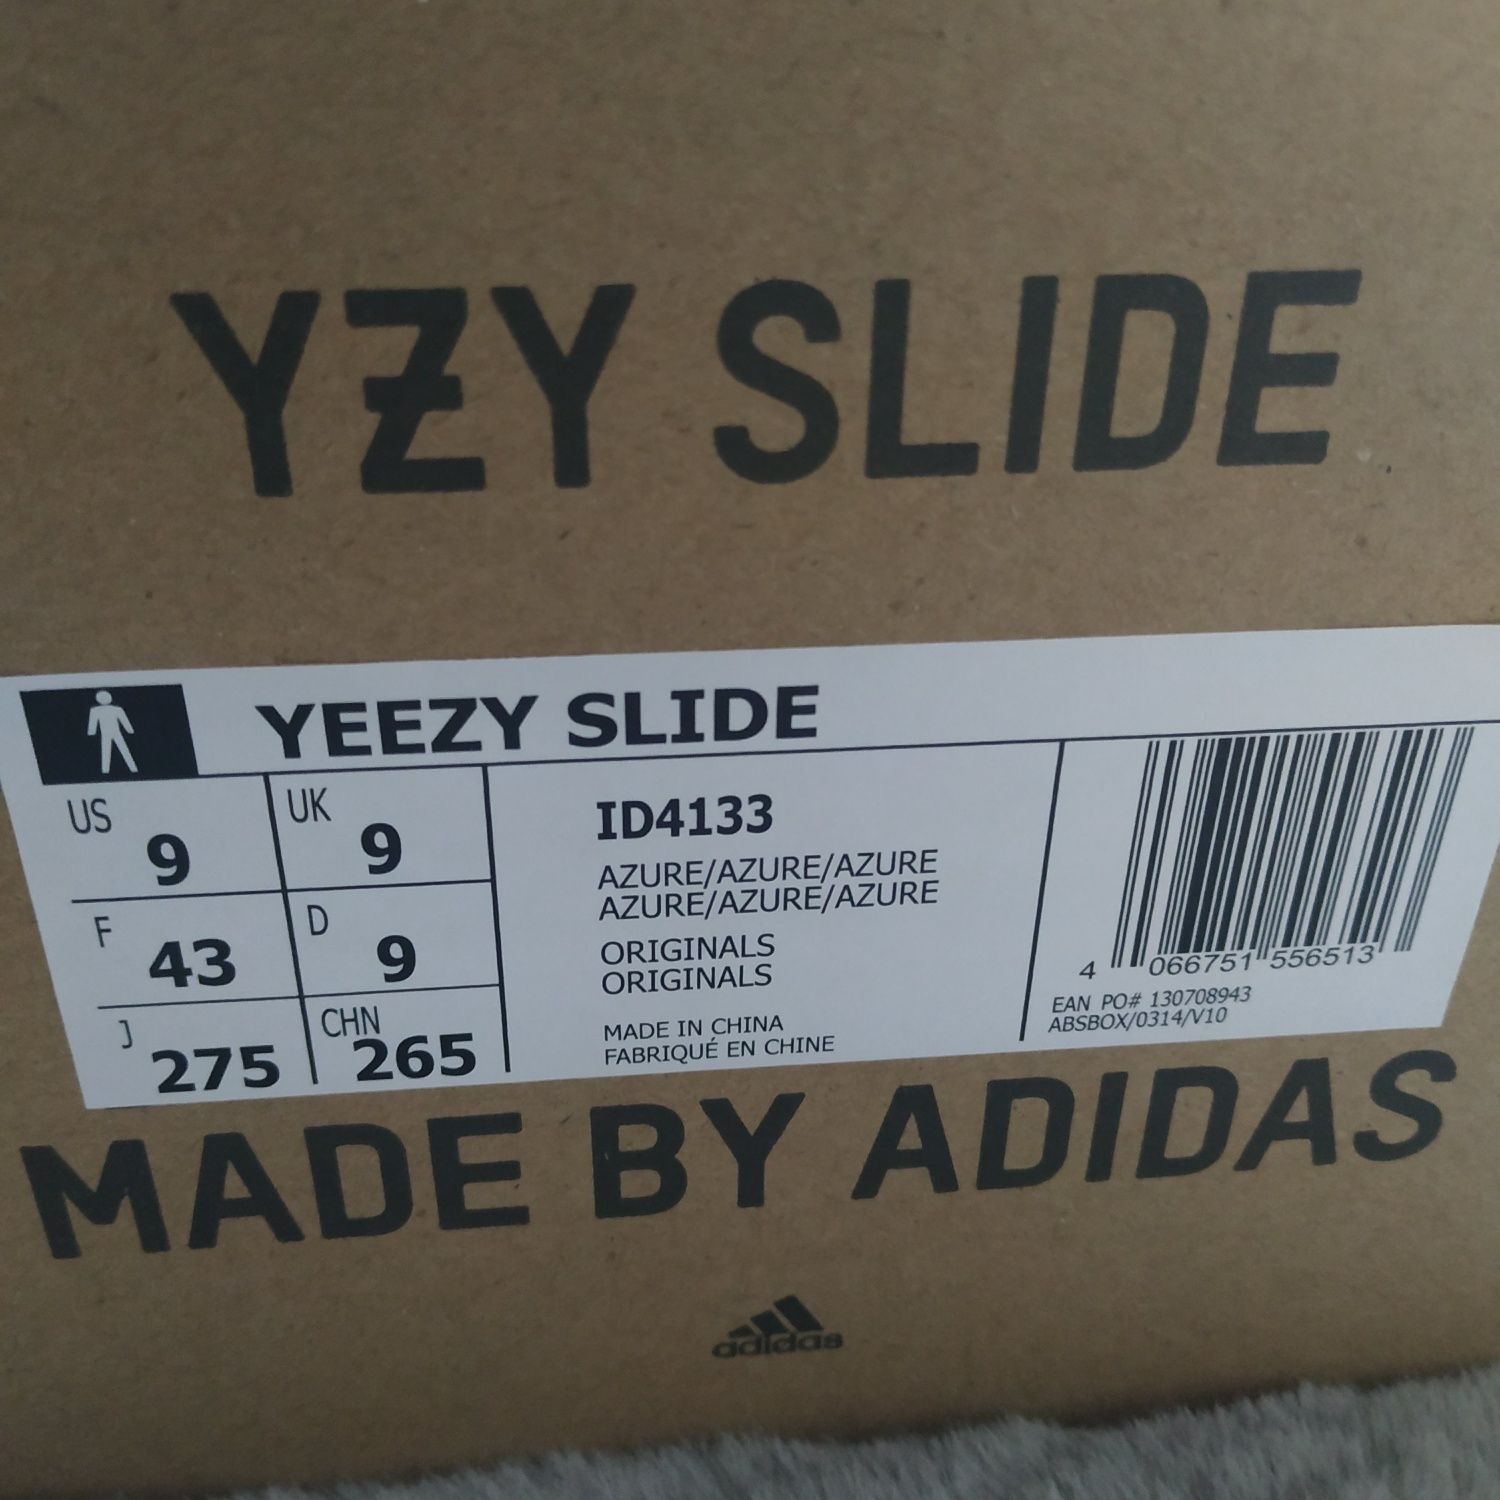 YZY SLIDE
YEEZY SLIDE
US 9 UK 9
F 43 D 9
J 275 CHN 265
ID4133
AZURE/AZURE/AZURE
AZURE/AZURE/AZURE
ORIGINALS
ORIGINALS
MADE IN CHINA
FABRIQUÉ EN CHINE
4 066751 556513
EAN PO# 130708943
ABSBOX/0314/V10
MADE BY ADIDAS
adidas